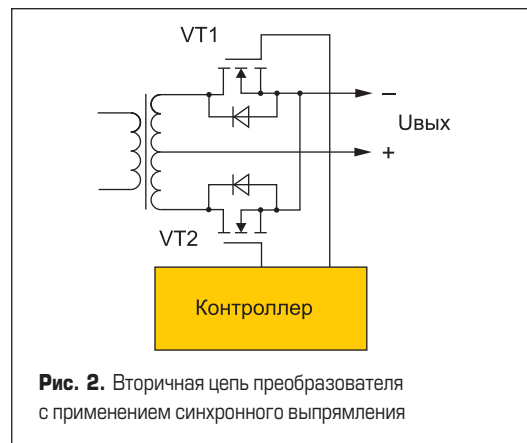 VT1
−
Uвых
+
VT2
Контроллер
Рис. 2. Вторичная цепь преобразователя
с применением синхронного выпрямления